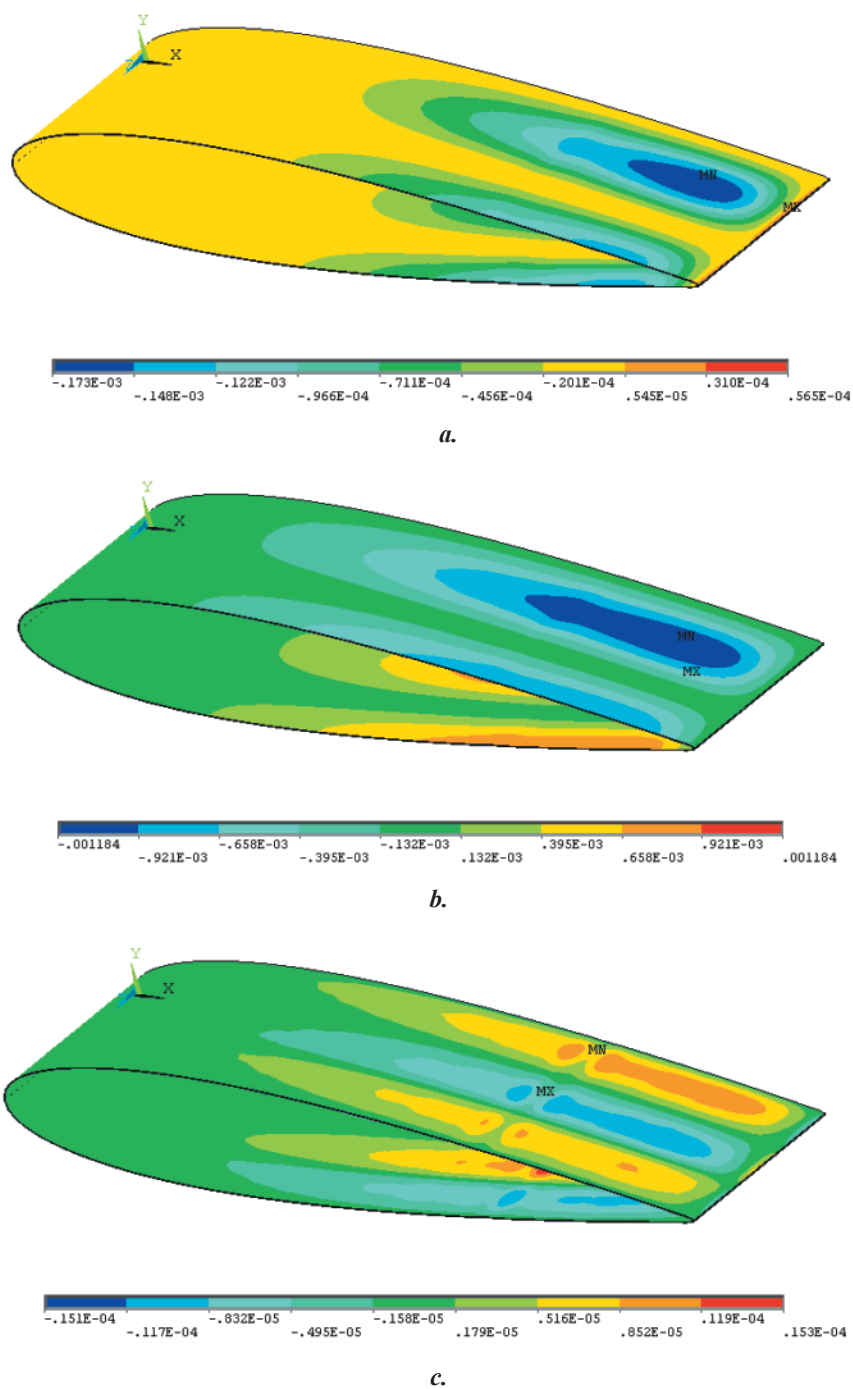 Y
X
Z
MN
MX
-.173E-03 -.122E-03 -.711E-04 -.201E-04 .310E-04
-.148E-03 -.966E-04 -.456E-04 .545E-05 .565E-04
a.
Y
X
MN
MX
-.001184 -.658E-03 -.132E-03 .395E-03 .921E-03
-.921E-03 -.395E-03 .132E-03 .658E-03 .001184
b.
Y
X
MN
MX
-.151E-04 -.832E-05 -.158E-05 .516E-05 .119E-04
-.117E-04 -.495E-05 .179E-05 .852E-05 .153E-04
c.